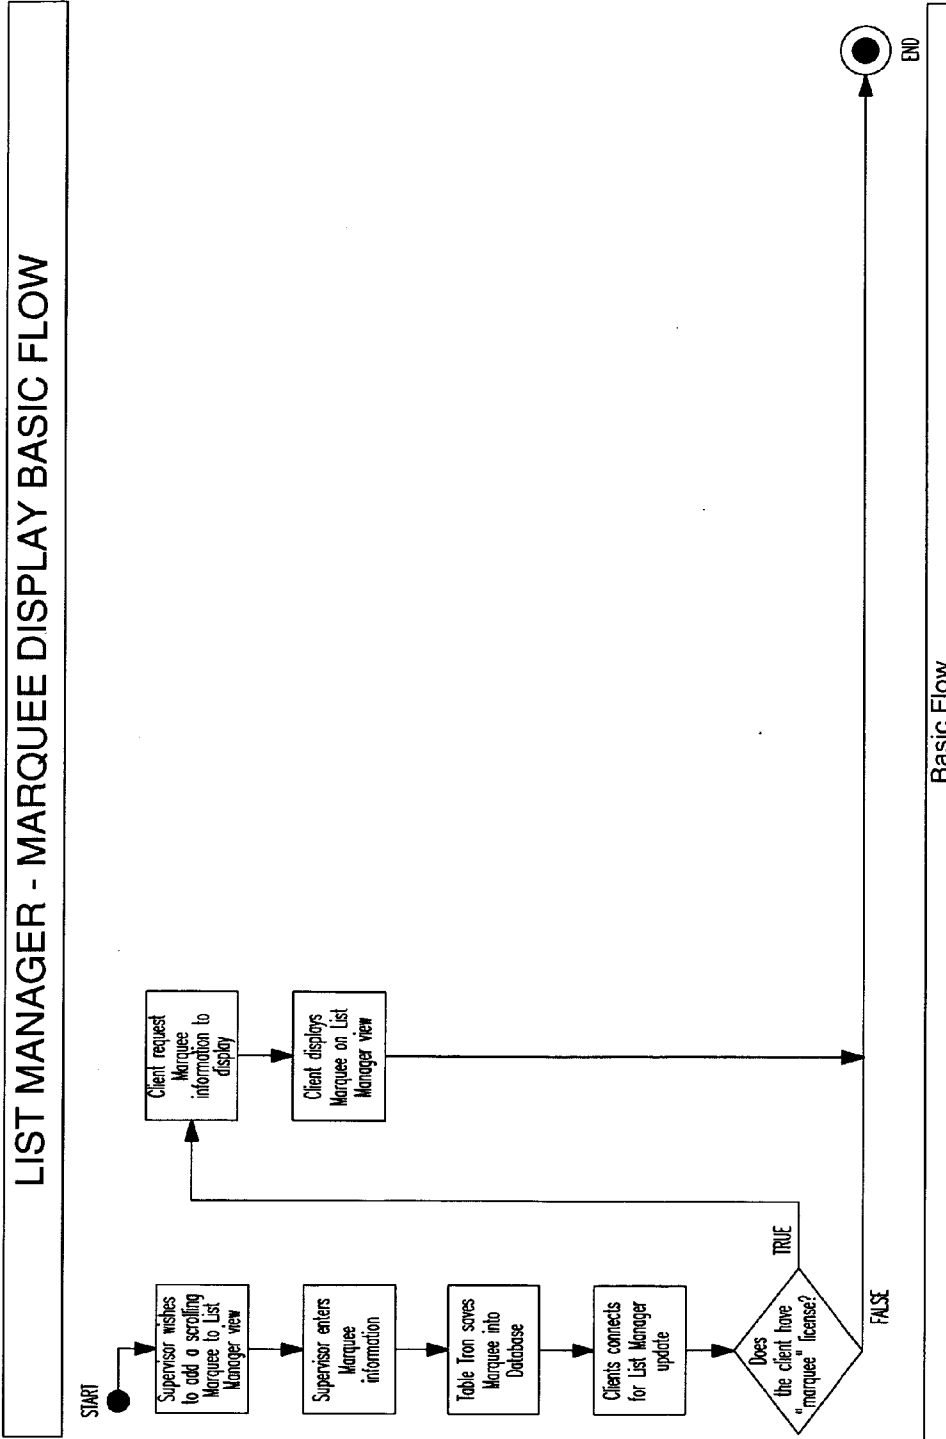 LIST MANAGER - MARQUEE DISPLAY BASIC FLOW
START
Supervisor wishes
to add a scrolling
Marquee to List
Manager view
Supervisor enters
Marquee
information
Table Tron saves
Marquee into
Database
Clients connects
for List Manager
update
Does
the client have
"marquee" license?
TRUE
FALSE
Client request
Marquee
information to
display
Client displays
Marquee on List
Manager view
END
Basic Flow